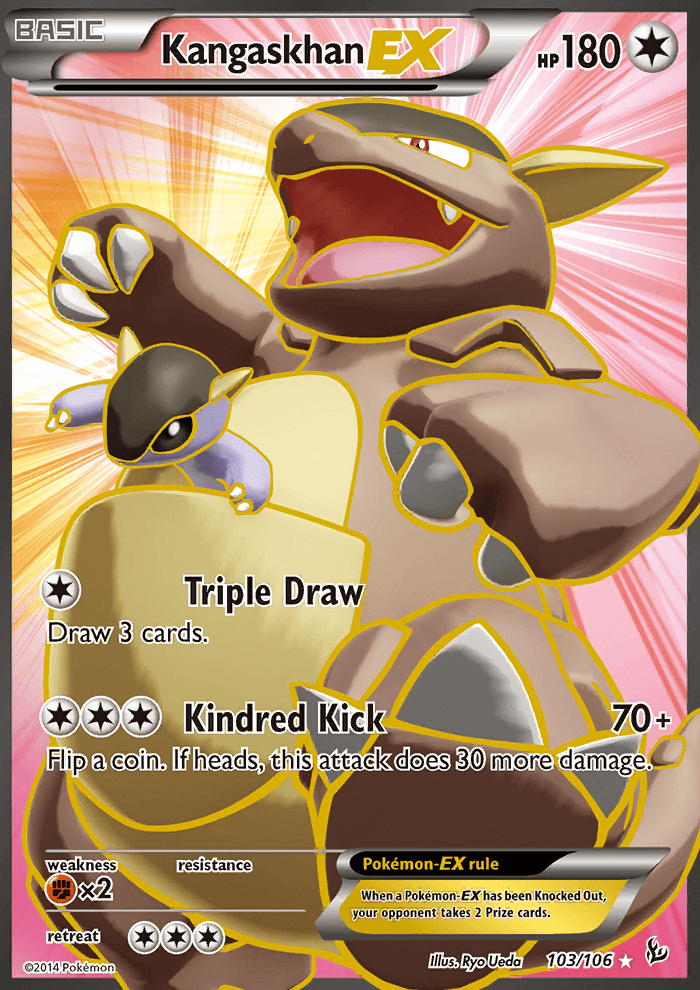 BASIC
Kangaskhan EX
HP 180
Triple Draw
Draw 3 cards.
Kindred Kick 70+
Flip a coin. If heads, this attack does 30 more damage.
weakness resistance
×2
Pokémon-EX rule
When a Pokémon-EX has been Knocked Out,
your opponent takes 2 Prize cards.
retreat
©2014 Pokémon
Illus. Ryo Ueda 103/106